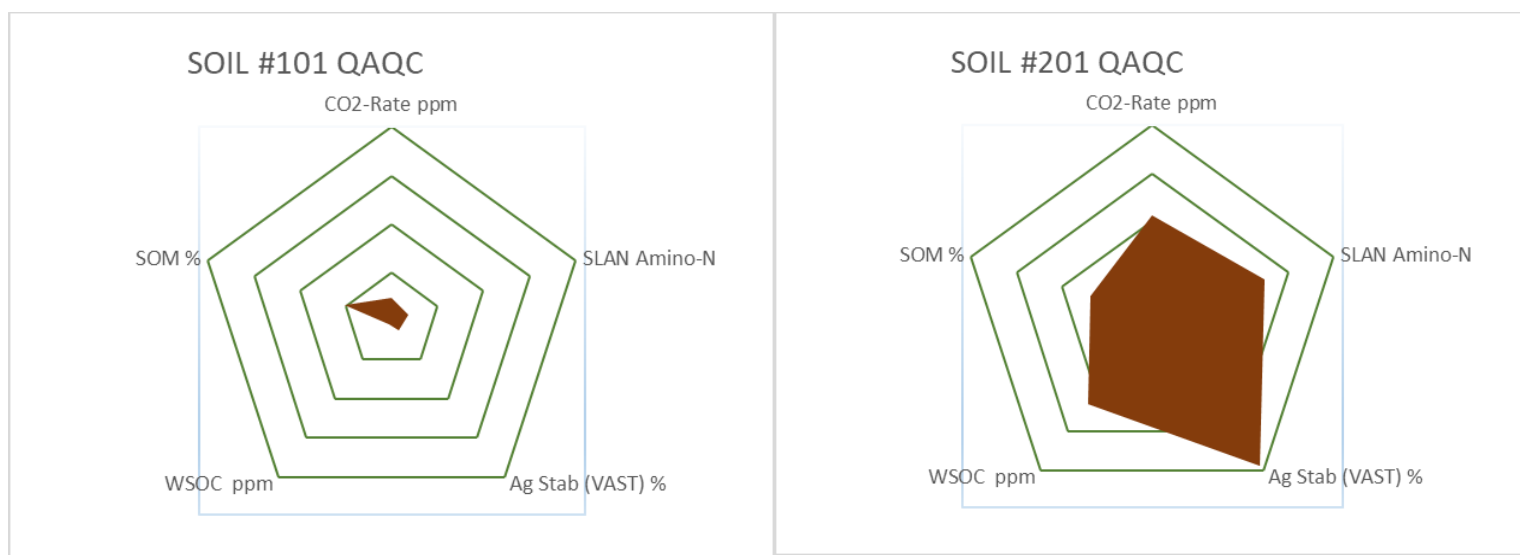 SOIL #101 QAQC
CO2-Rate ppm
SOM %
SLAN Amino-N
WSOC ppm
Ag Stab (VAST) %
SOIL #201 QAQC
CO2-Rate ppm
SOM %
SLAN Amino-N
WSOC ppm
Ag Stab (VAST) %